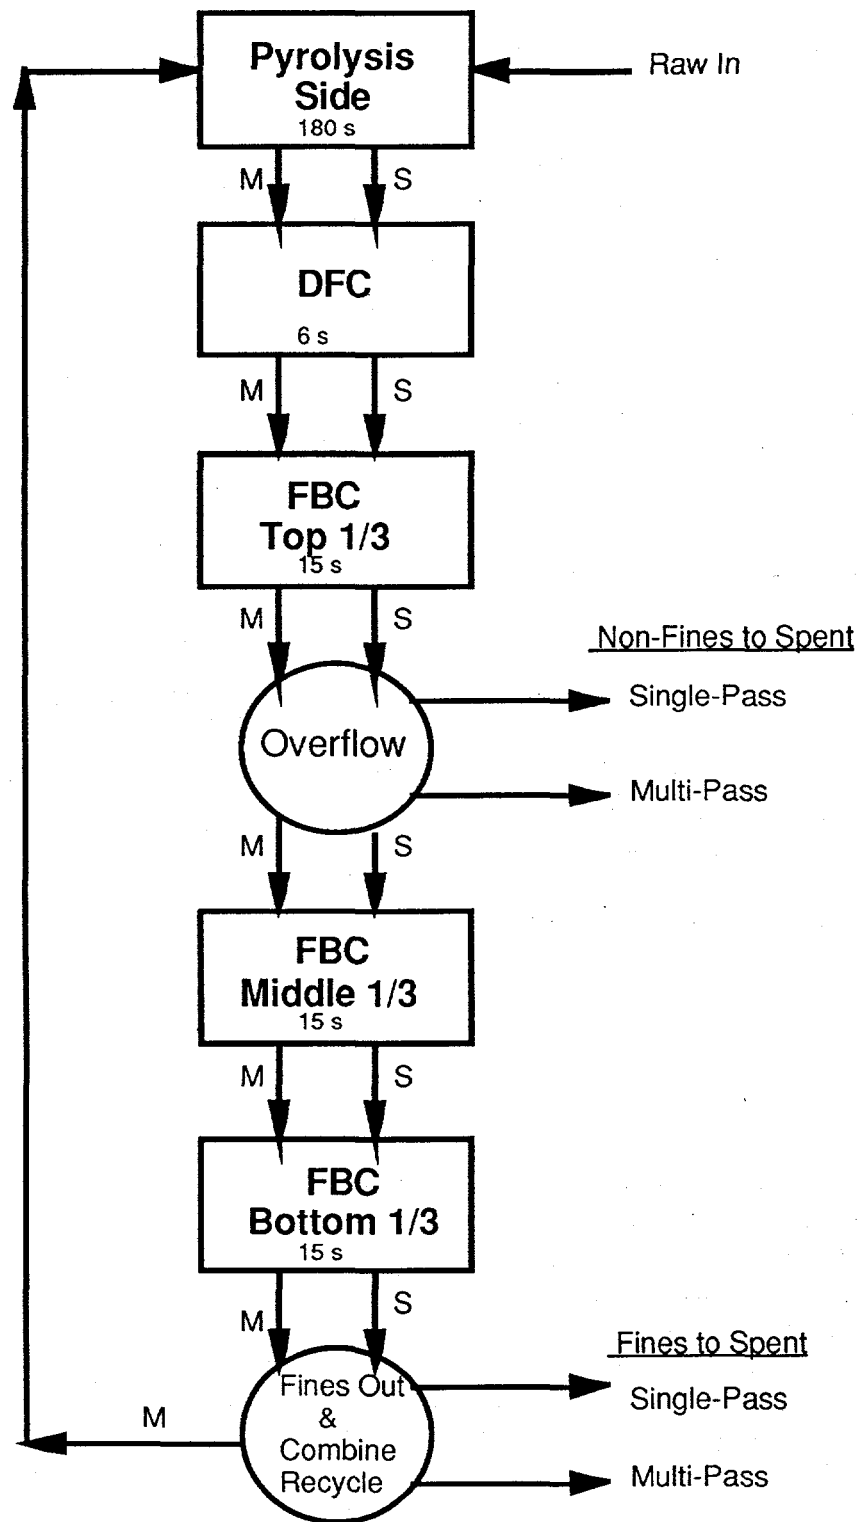 Pyrolysis
Side
180 s
Raw In
M
S
DFC
6 s
M
S
FBC
Top 1/3
15 s
M
S
Non-Fines to Spent
Single-Pass
Overflow
Multi-Pass
M
S
FBC
Middle 1/3
15 s
M
S
FBC
Bottom 1/3
15 s
M
S
Fines to Spent
Fines Out
&
Combine
Recycle
Single-Pass
Multi-Pass
M